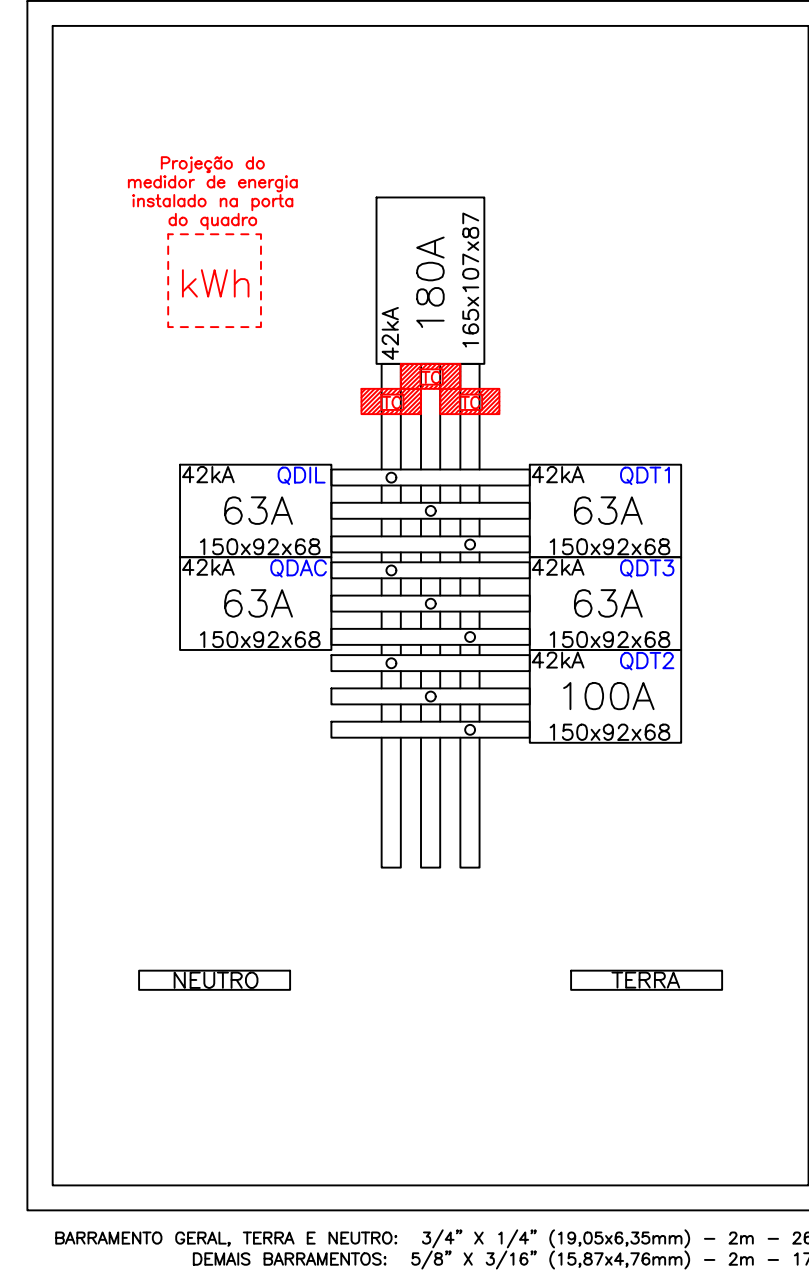 Projeção do
medidor de energia
instalado na porta
do quadro
kWh
42kA
180A
165x107x87
TC
TC
TC
42kA QDIL
63A
150x92x68
42kA QDAC
63A
150x92x68
42kA QDT1
63A
150x92x68
42kA QDT3
63A
150x92x68
42kA QDT2
100A
150x92x68
NEUTRO
TERRA
BARRAMENTO GERAL, TERRA E NEUTRO: 3/4" X 1/4" (19,05x6,35mm) – 2m – 26
DEMAIS BARRAMENTOS: 5/8" X 3/16" (15,87x4,76mm) – 2m – 17